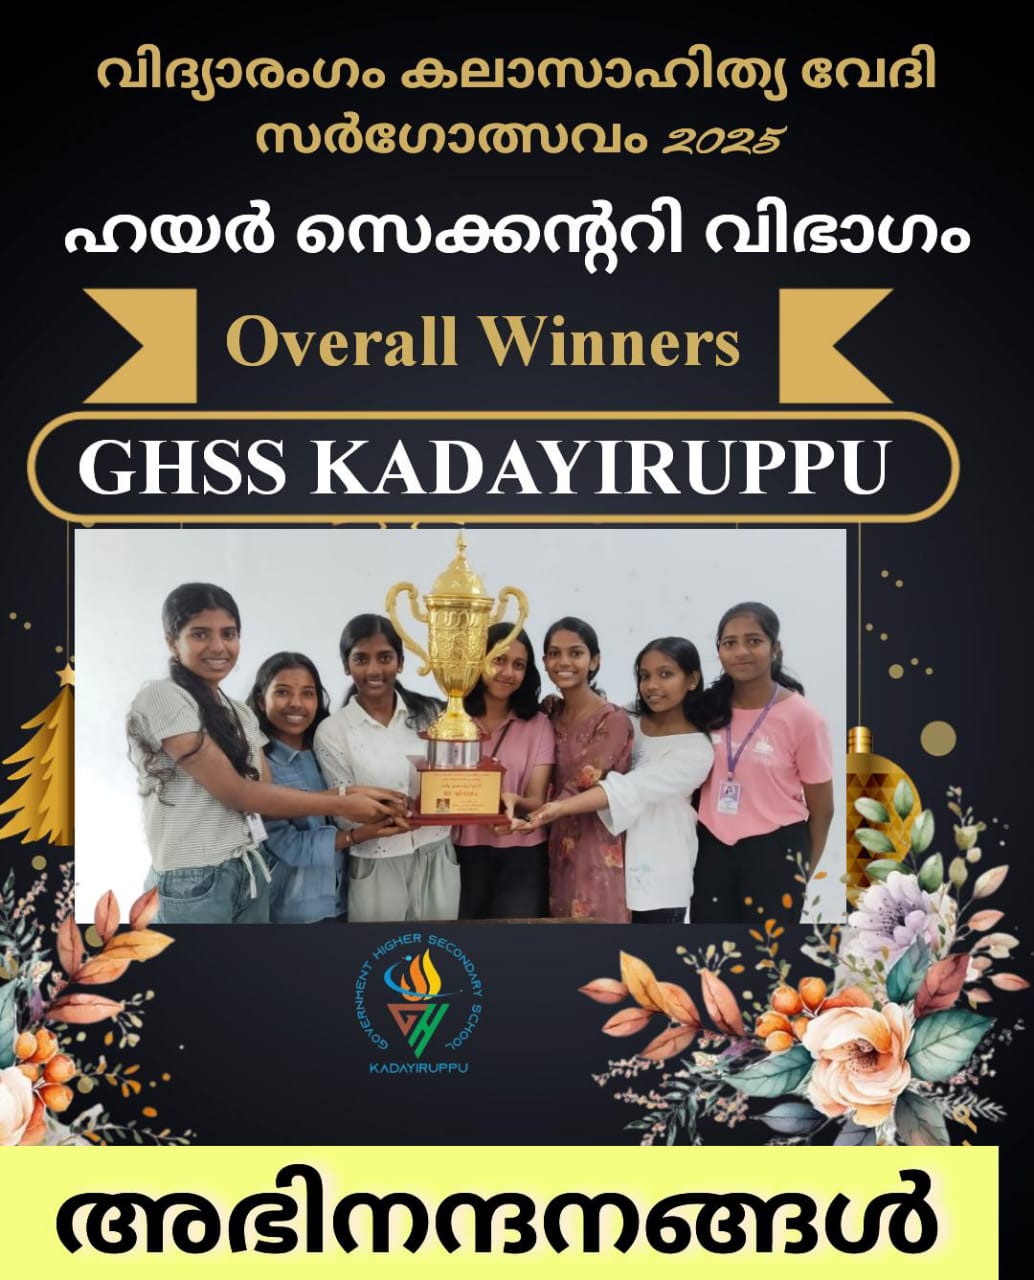 വിദ്യാരംഗം കലാസാഹിത്യ വേദി
സർഗോത്സവം 2025
ഹയർ സെക്കന്ററി വിഭാഗം
Overall Winners
GHSS KADAYIRUPPU
GOVERNMENT HIGHER SECONDARY SCHOOL
GH
KADAYIRUPPU
അഭിനന്ദനങ്ങൾ